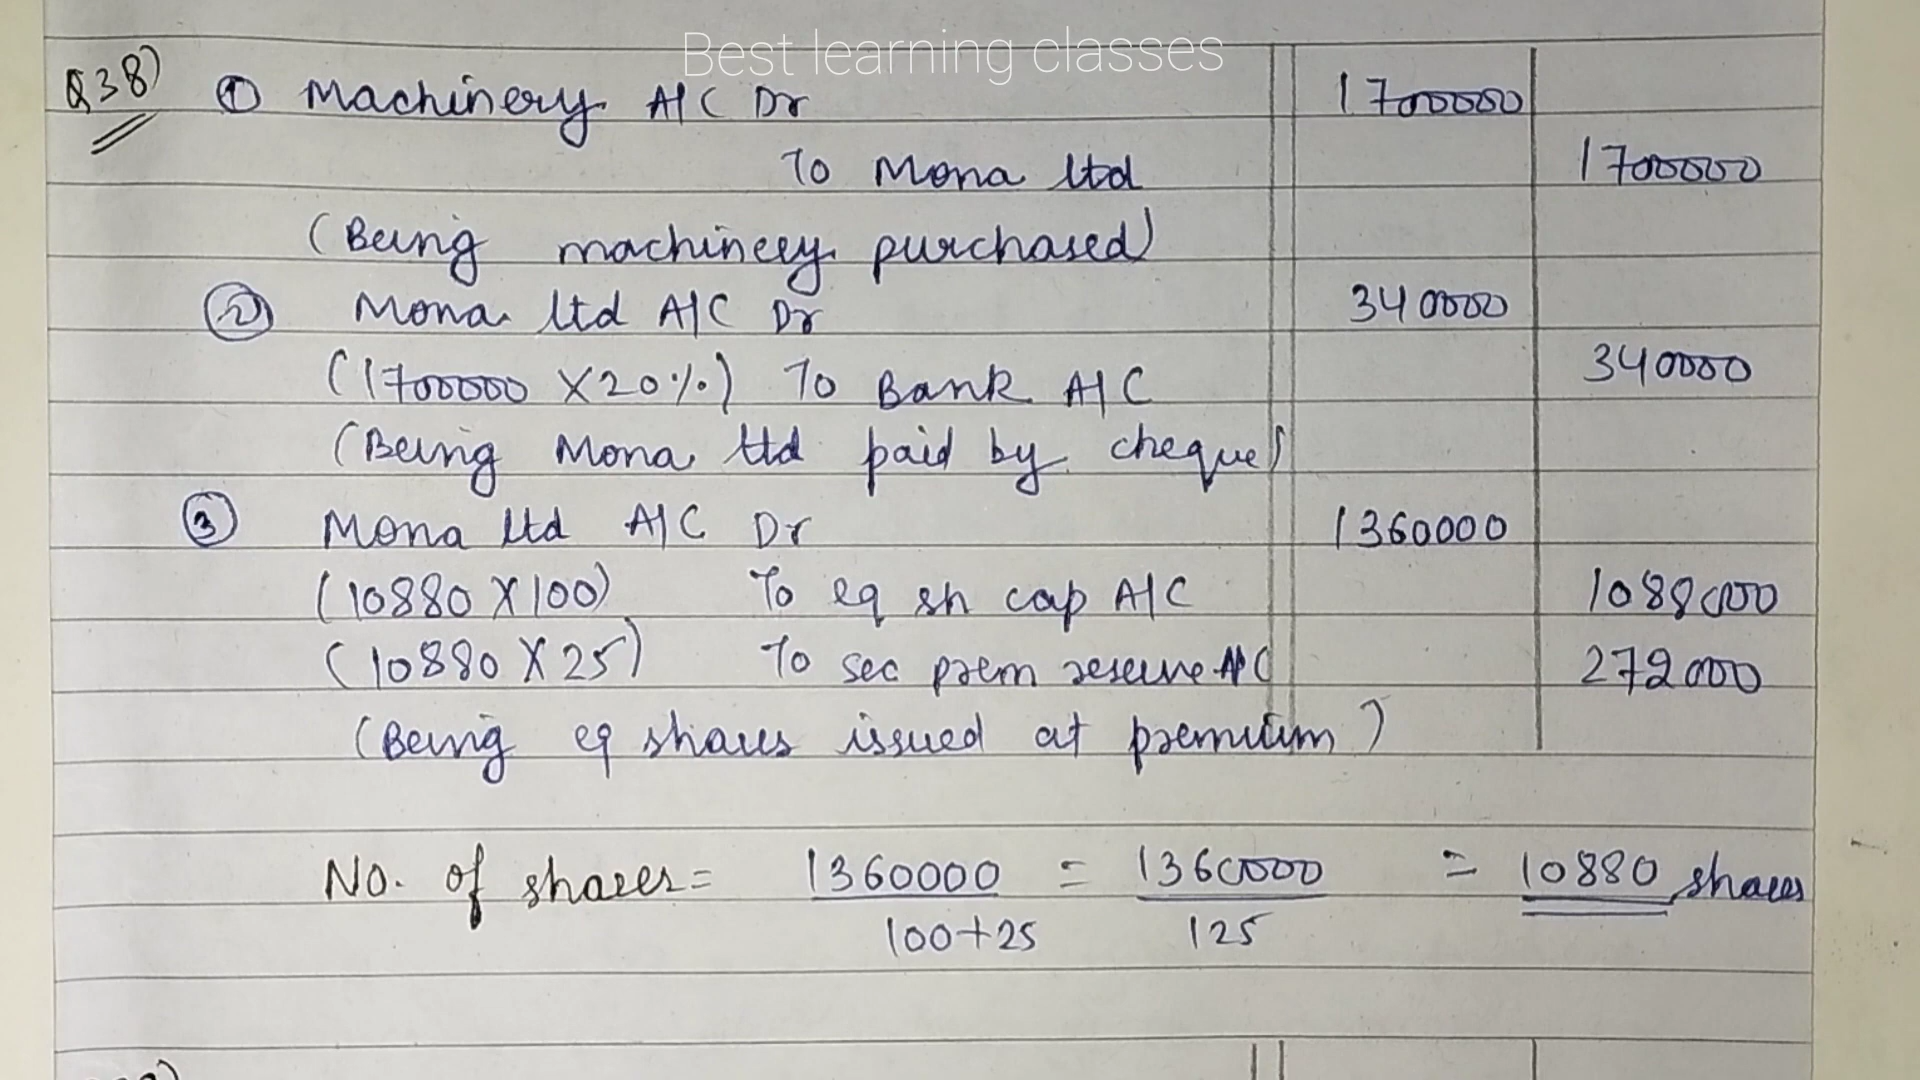 Best learning classes
Q38) ① Machinery A/C Dr 1700000
To Mona ltd 1700000
(Being machinery purchased)
② Mona ltd A/C Dr 340000
(1700000 X 20%) To Bank A/C 340000
(Being Mona ltd paid by cheque)
③ Mona ltd A/C Dr 1360000
(10880 X 100) To eq sh cap A/C 1088000
(10880 X 25) To sec prem reserve A/C 272000
(Being eq shares issued at premium)
No. of shares = 1360000 = 1360000 = 10880 shares
100+25 125